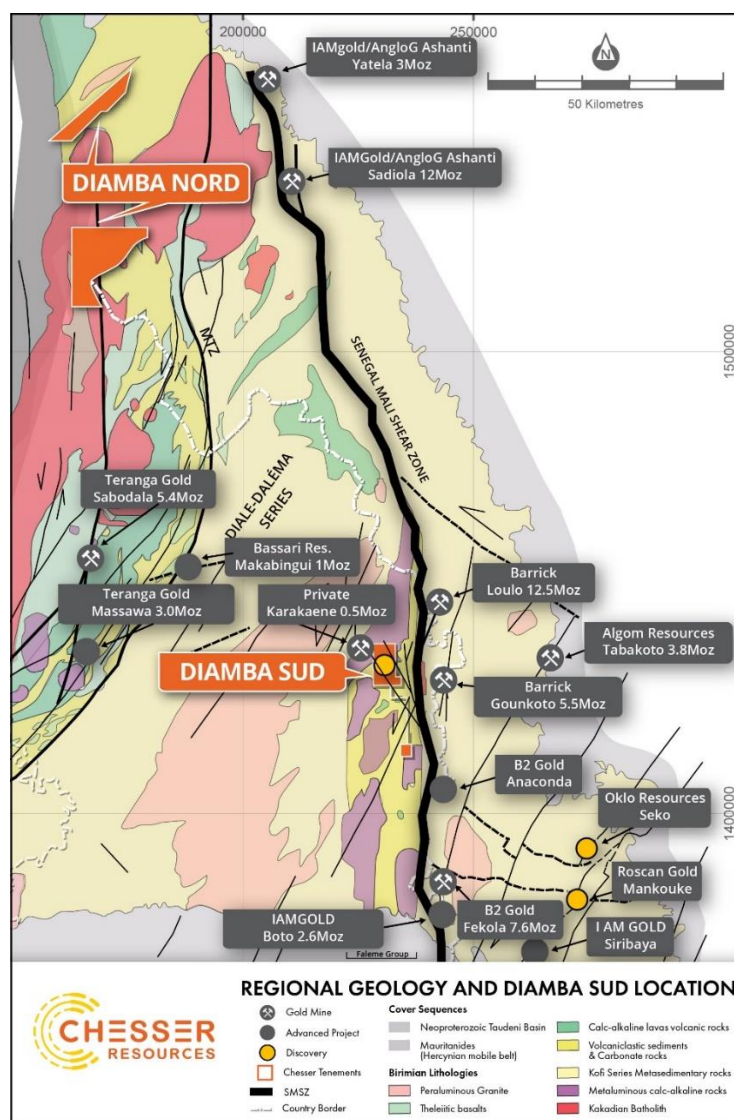 200000
250000
IAMgold/AngloG Ashanti
Yatela 3Moz
N
50 Kilometres
IAMGold/AngloG Ashanti
Sadiola 12Moz
DIAMBA NORD
MTZ
SENEGAL MALI SHEAR ZONE
1500000
DIALE-DALÉMA
SERIES
Teranga Gold
Sabodala 5.4Moz
Bassari Res.
Makabingui 1Moz
Teranga Gold
Massawa 3.0Moz
Private
Karakaene 0.5Moz
Barrick
Loulo 12.5Moz
Algom Resources
Tabakoto 3.8Moz
DIAMBA SUD
Barrick
Gounkoto 5.5Moz
B2 Gold
Anaconda
Oklo Resources
Seko
1400000
Roscan Gold
Mankouke
IAMGOLD
Boto 2.6Moz
B2 Gold
Fekola 7.6Moz
I AM GOLD
Siribaya
Faleme Group
CHESSER
RESOURCES
REGIONAL GEOLOGY AND DIAMBA SUD LOCATION
Gold Mine
Advanced Project
Discovery
Chesser Tenements
SMSZ
Country Border
Cover Sequences
Neoproterozoic Taudeni Basin
Mauritanides
(Hercynian mobile belt)
Birimian Lithologies
Peraluminous Granite
Theleiitic basalts
Calc-alkaline lavas volcanic rocks
Volcaniclastic sediments
& Carbonate rocks
Kofi Series Metasedimentary rocks
Metaluminous calc-alkaline rocks
Kakadian Batholith